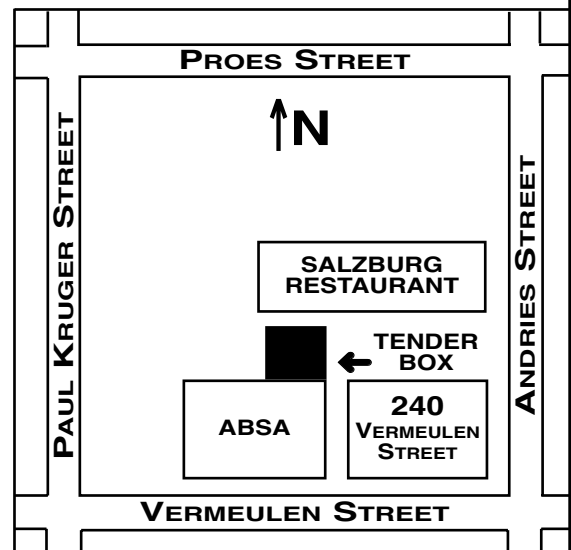 PROES STREET
N
PAUL KRUGER STREET
ANDRIES STREET
SALZBURG
RESTAURANT
TENDER
BOX
ABSA
240
VERMEULEN
STREET
VERMEULEN STREET